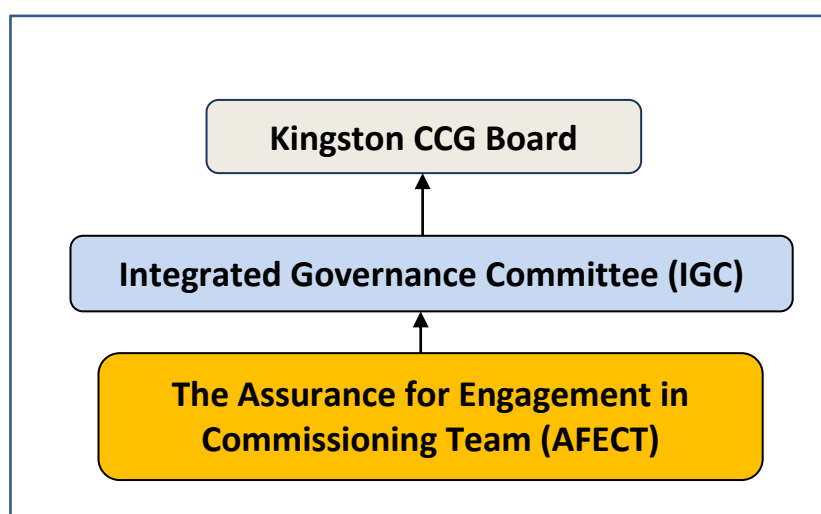 Kingston CCG Board
Integrated Governance Committee (IGC)
The Assurance for Engagement in
Commissioning Team (AFECT)